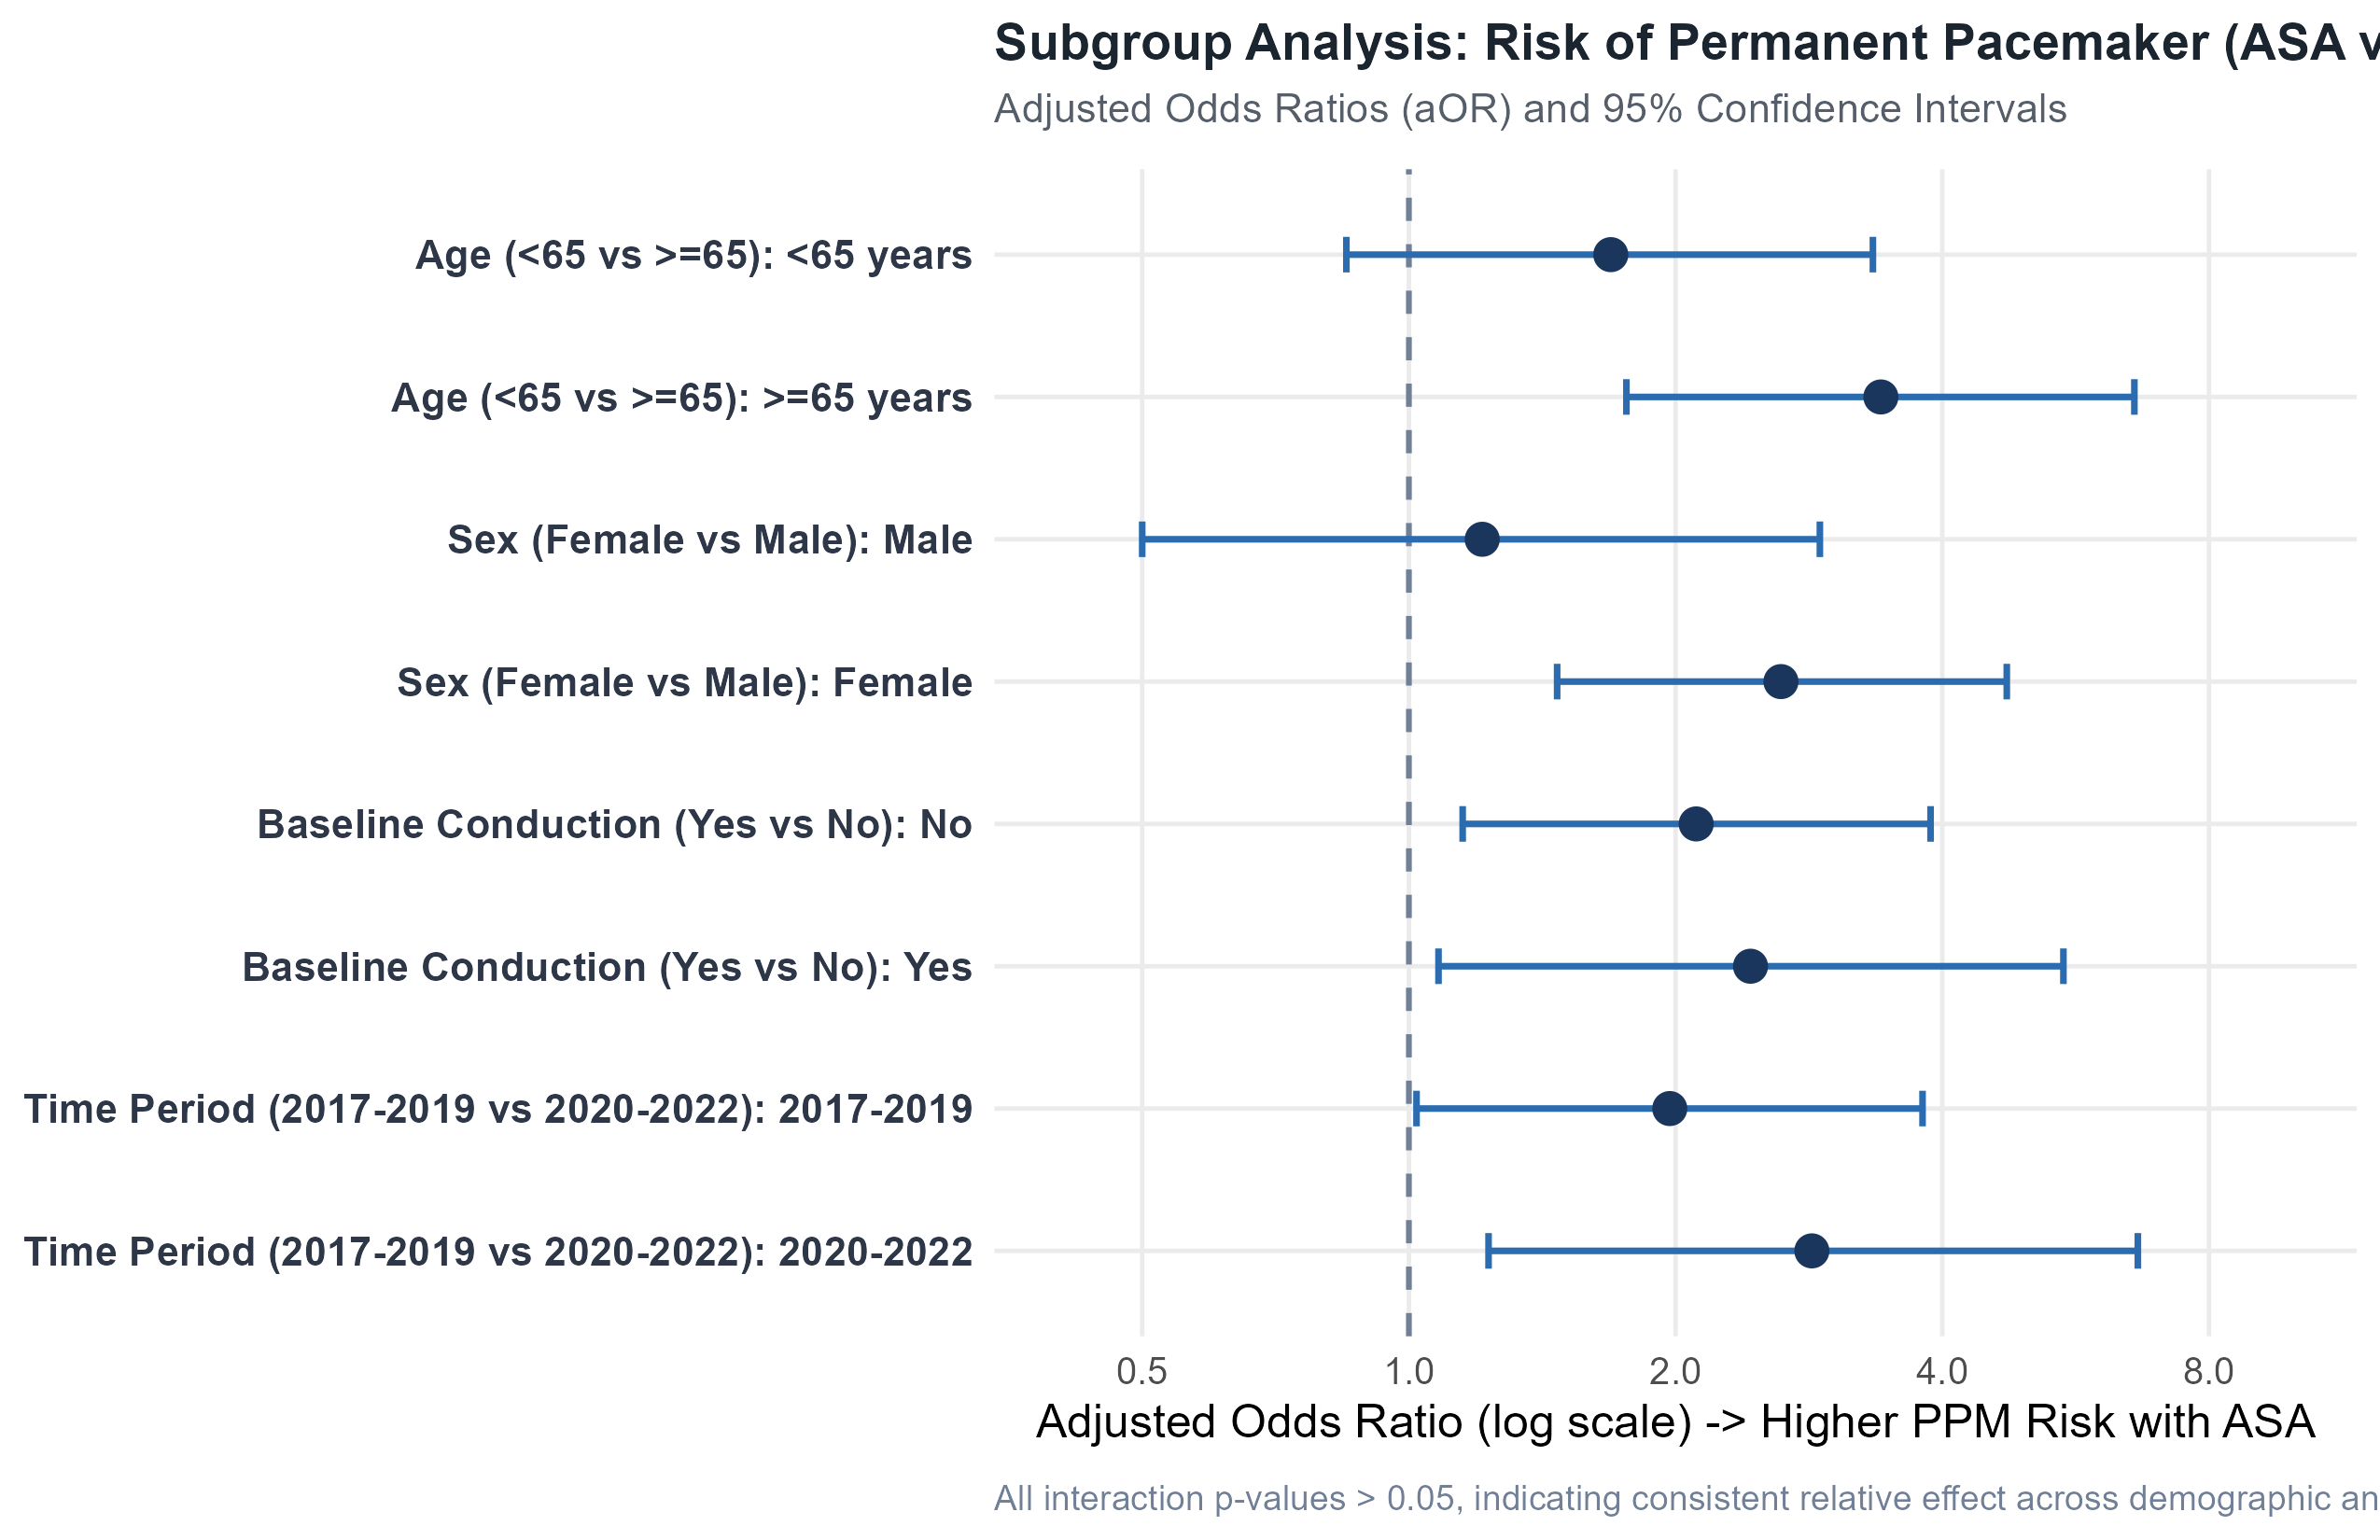 Subgroup Analysis: Risk of Permanent Pacemaker (ASA v
Adjusted Odds Ratios (aOR) and 95% Confidence Intervals
Age (<65 vs >=65): <65 years
Age (<65 vs >=65): >=65 years
Sex (Female vs Male): Male
Sex (Female vs Male): Female
Baseline Conduction (Yes vs No): No
Baseline Conduction (Yes vs No): Yes
Time Period (2017-2019 vs 2020-2022): 2017-2019
Time Period (2017-2019 vs 2020-2022): 2020-2022
0.5 1.0 2.0 4.0 8.0
Adjusted Odds Ratio (log scale) -> Higher PPM Risk with ASA
All interaction p-values > 0.05, indicating consistent relative effect across demographic an